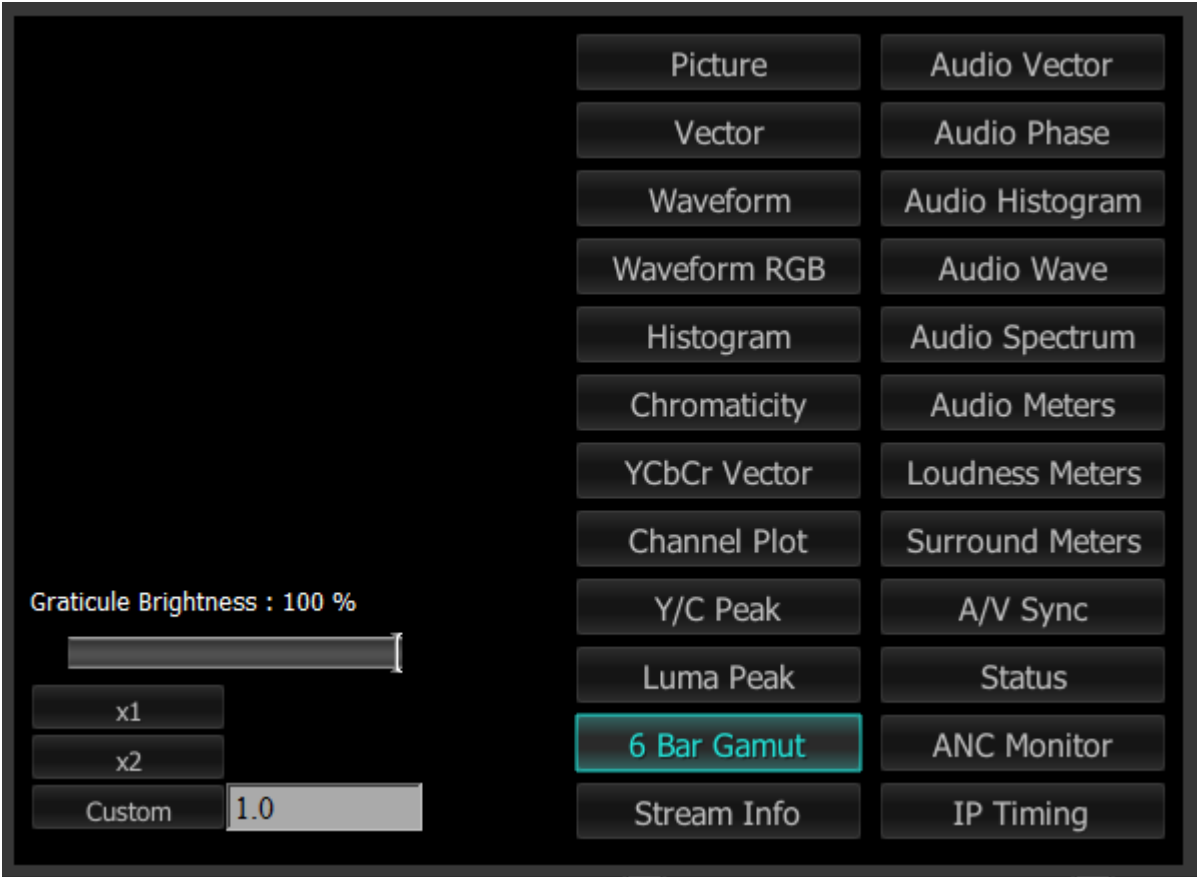 Picture
Audio Vector
Vector
Audio Phase
Waveform
Audio Histogram
Waveform RGB
Audio Wave
Histogram
Audio Spectrum
Chromaticity
Audio Meters
YCbCr Vector
Loudness Meters
Channel Plot
Surround Meters
Graticule Brightness : 100 %
Y/C Peak
A/V Sync
Luma Peak
Status
x1
6 Bar Gamut
ANC Monitor
x2
Custom
1.0
Stream Info
IP Timing